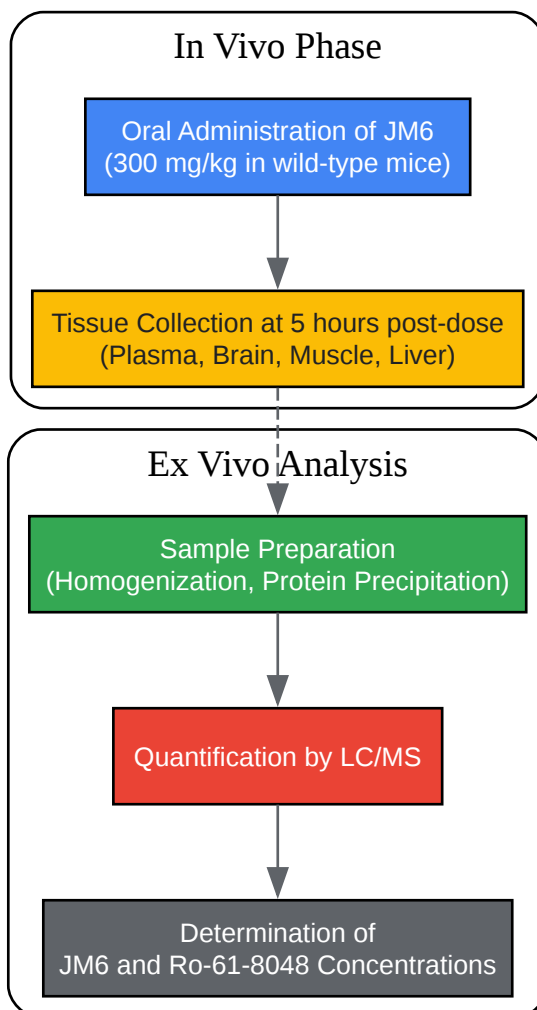 In Vivo Phase
Oral Administration of JM6
(300 mg/kg in wild-type mice)
Tissue Collection at 5 hours post-dose
(Plasma, Brain, Muscle, Liver)
Ex Vivo Analysis
Sample Preparation
(Homogenization, Protein Precipitation)
Quantification by LC/MS
Determination of
JM6 and Ro-61-8048 Concentrations